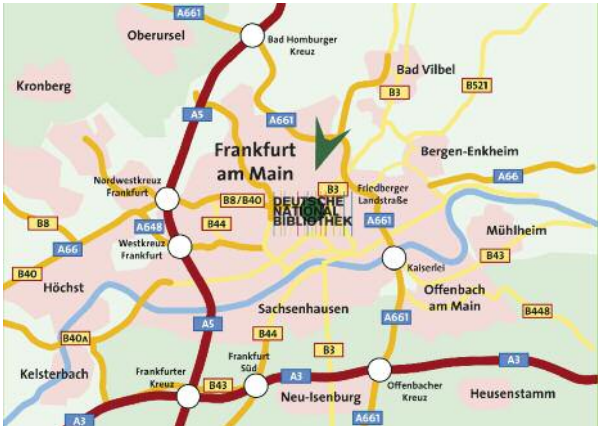 A661
Oberursel
Bad Homburger
Kreuz
Kronberg
Bad Vilbel
B3
B521
A5
A661
Frankfurt
am Main
Bergen-Enkheim
A66
Nordwestkreuz
Frankfurt
B8/B40
B3
Friedberger
Landstraße
DEUTSCHE
NATIONAL
BIBLIOTHEK
B8
A648
B44
A661
A66
Westkreuz
Frankfurt
Mühlheim
B43
B40
Kaiserlei
Höchst
Offenbach
am Main
Sachsenhausen
B448
A5
A661
B40A
B44
B3
Kelsterbach
Frankfurter
Kreuz
Frankfurt
Süd
A3
B43
A3
Offenbacher
Kreuz
Neu-Isenburg
Heusenstamm
A3
A661